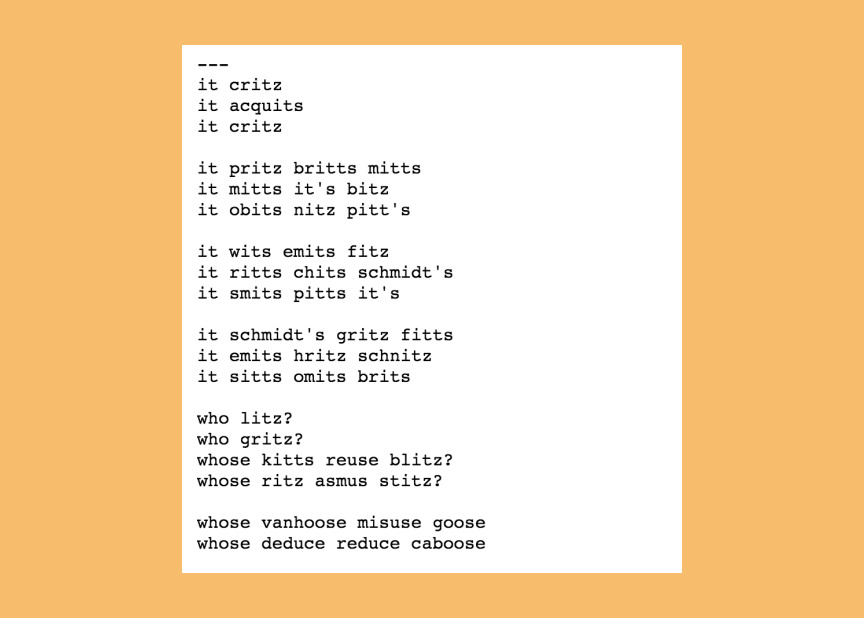 ---
it critz
it acquits
it critz

it pritz britts mitts
it mitts it's bitz
it obits nitz pitt's

it wits emits fitz
it ritts chits schmidt's
it smits pitts it's

it schmidt's gritz fitts
it emits hritz schnitz
it sitts omits brits

who litz?
who gritz?
whose kitts reuse blitz?
whose ritz asmus stitz?

whose vanhoose misuse goose
whose deduce reduce caboose